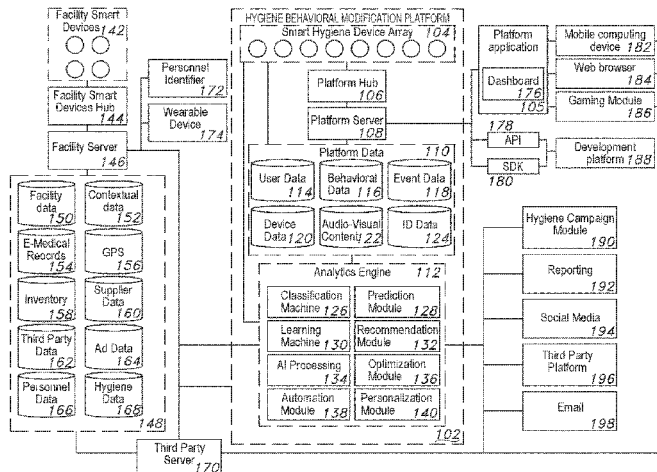 Facility Smart
Devices
142
Facility Smart
Devices Hub
144
Facility Server
146
Personnel
Identifier
172
Wearable
Device
174
Facility
data
150
Contextual
data
152
E-Medical
Records
154
GPS
156
Inventory
158
Supplier
Data
160
Third Party
Data
162
Ad Data
164
Personnel
Data
166
Hygiene
Data
168
148
Third Party
Server
170
HYGIENE BEHAVIORAL MODIFICATION PLATFORM
Smart Hygiene Device Array
104
Platform Hub
106
Platform Server
108
Platform Data
110
User Data
114
Behavioral
Data
116
Event Data
118
Device
Data
120
Audio-Visual
Content
122
ID Data
124
Analytics Engine
112
Classification
Machine
126
Prediction
Module
128
Learning
Machine
130
Recommendation
Module
132
AI Processing
134
Optimization
Module
136
Automation
Module
138
Personalization
Module
140
102
Platform
application
Dashboard
176
105
Mobile computing
device
182
Web browser
184
Gaming Module
186
178
API
SDK
180
Development
platform
188
Hygiene Campaign
Module
190
Reporting
192
Social Media
194
Third Party
Platform
196
Email
198